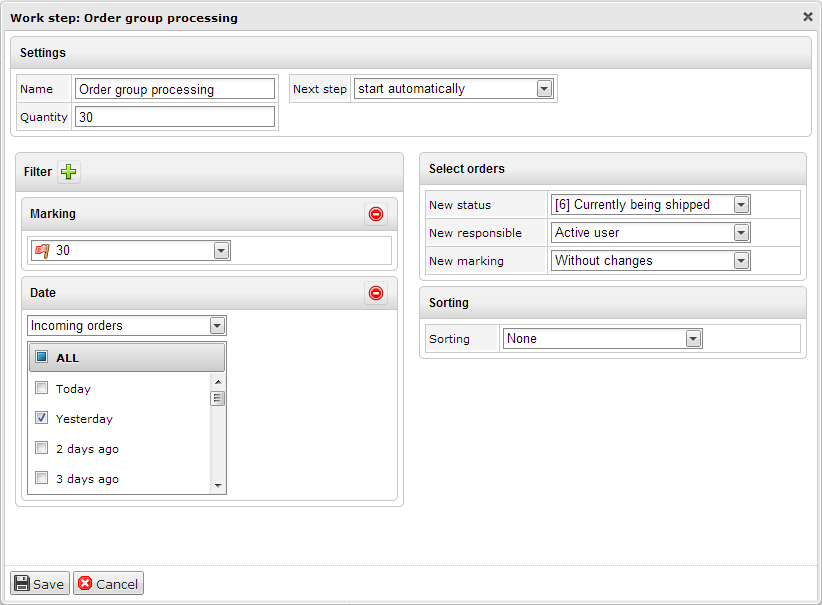 Work step: Order group processing
Settings
Name Order group processing Next step start automatically
Quantity 30
Filter
Marking
30
Date
Incoming orders
ALL
Today
Yesterday
2 days ago
3 days ago
Select orders
New status [6] Currently being shipped
New responsible Active user
New marking Without changes
Sorting
Sorting None
Save Cancel